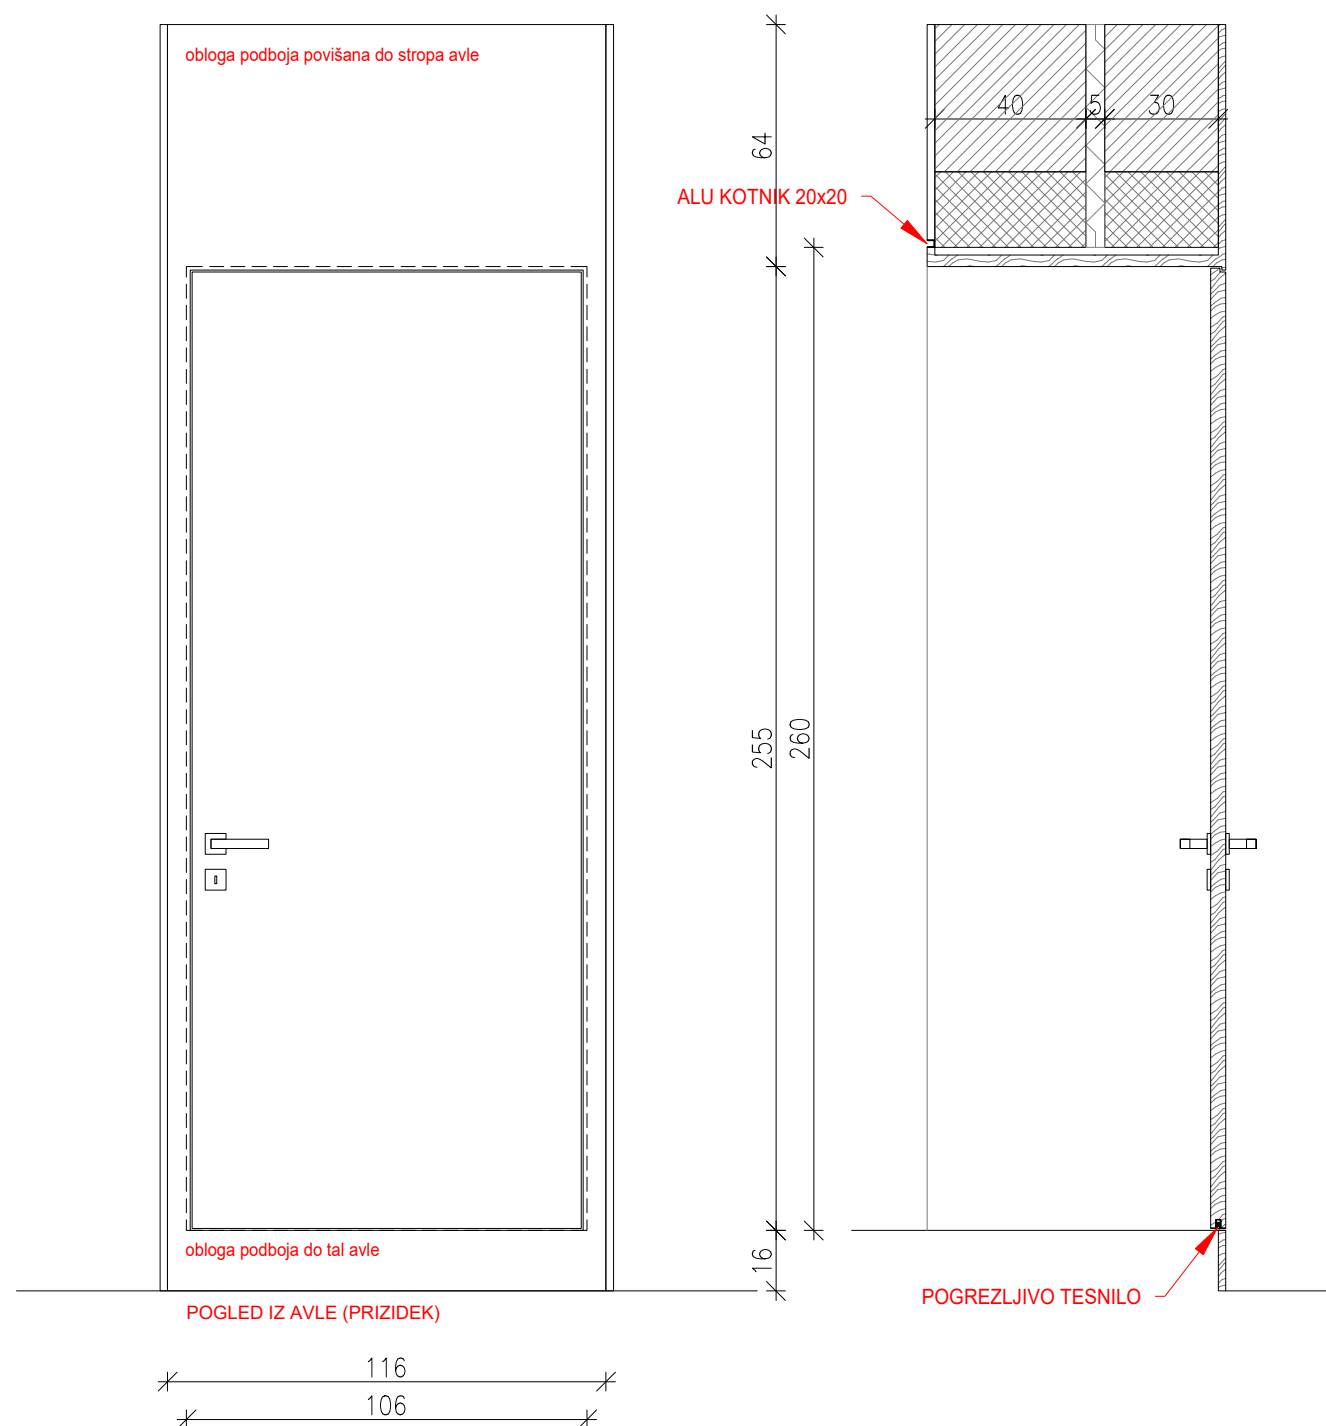 obloga podboja povišana do stropa avle
40
5
30
64
ALU KOTNIK 20x20
255
260
obloga podboja do tal avle
16
POGREZLJIVO TESNILO
POGLED IZ AVLE (PRIZIDEK)
116
106